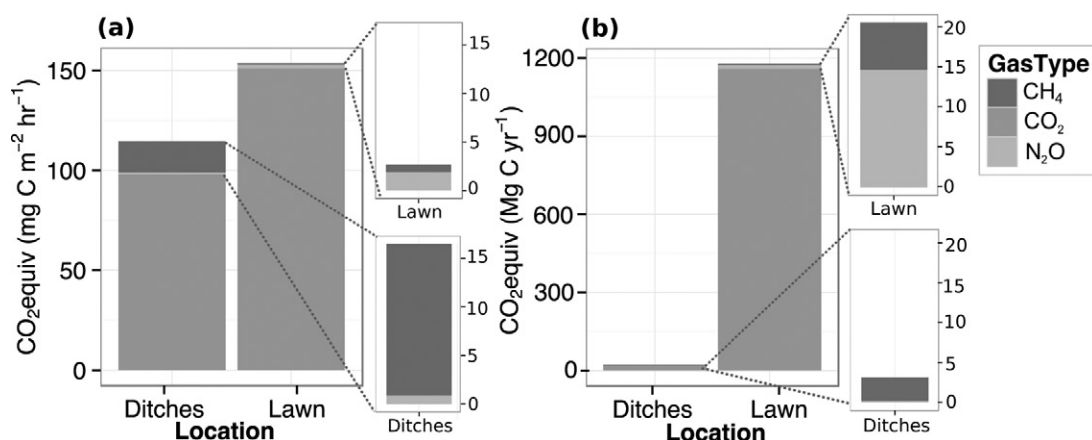 (a)
CO₂equiv (mg C m⁻² hr⁻¹)
150
100
50
0
Ditches
Lawn
Location
15
10
5
0
Lawn
15
10
5
0
Ditches
(b)
CO₂equiv (Mg C yr⁻¹)
1200
900
600
300
0
Ditches
Lawn
Location
20
15
10
5
0
Lawn
20
15
10
5
0
Ditches
GasType
CH₄
CO₂
N₂O